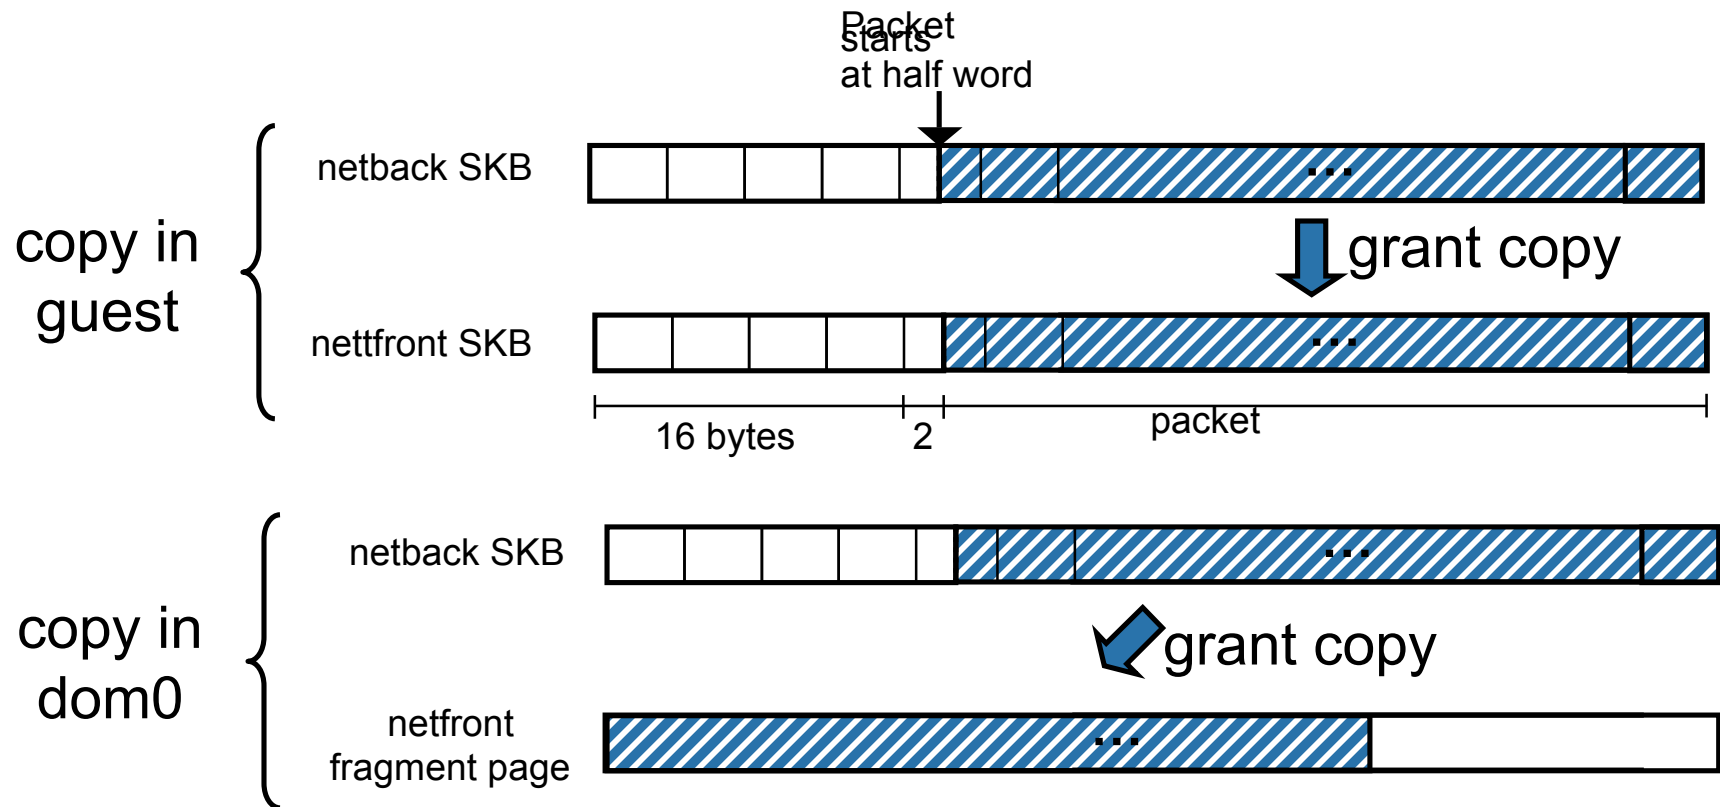 Packet
starts
at half word
netback SKB
...
copy in
guest
grant copy
nettfront SKB
...
16 bytes
2
packet
netback SKB
...
copy in
dom0
grant copy
netfront
fragment page
...